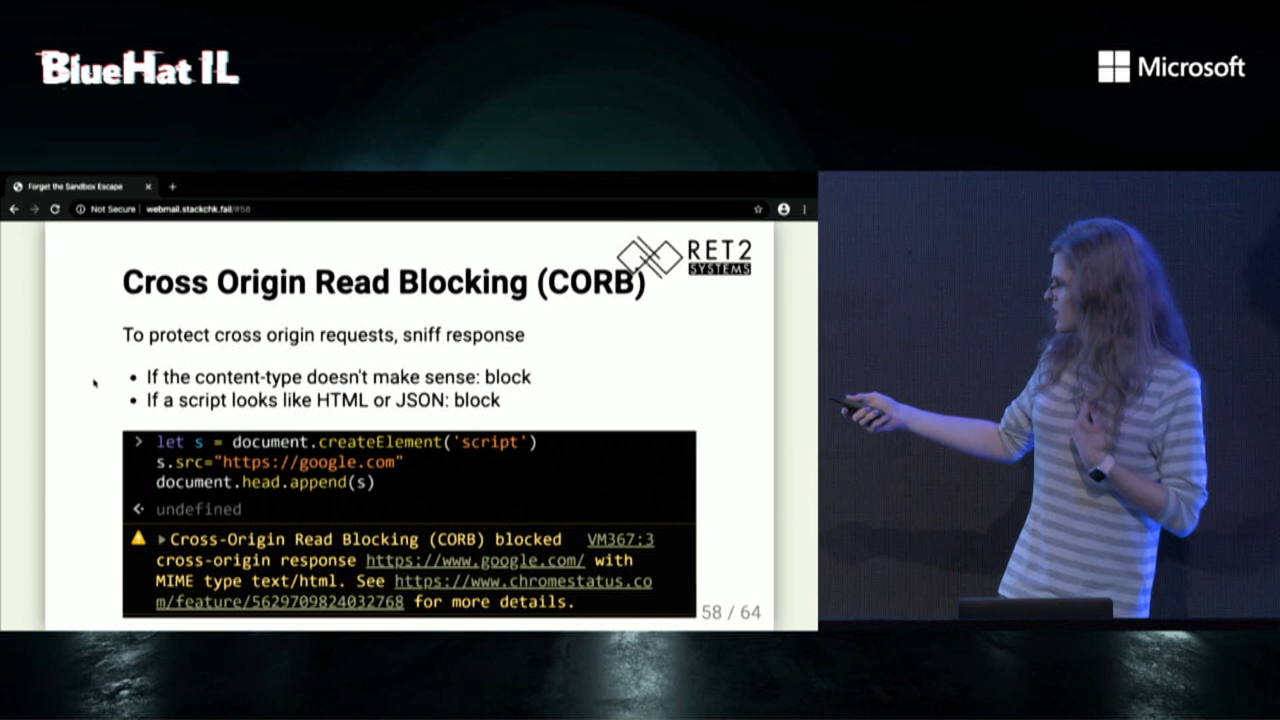 BlueHat IL
Microsoft
Forget the Sandbox Escape
Not Secure | webmail.stackchk.fail/#58
RET2
SYSTEMS
Cross Origin Read Blocking (CORB)
To protect cross origin requests, sniff response
• If the content-type doesn't make sense: block
• If a script looks like HTML or JSON: block
> let s = document.createElement('script')
s.src="https://google.com"
document.head.append(s)
undefined
Cross-Origin Read Blocking (CORB) blocked VM367:3
cross-origin response https://www.google.com/ with
MIME type text/html. See https://www.chromestatus.co
m/feature/5629709824032768 for more details.
58 / 64